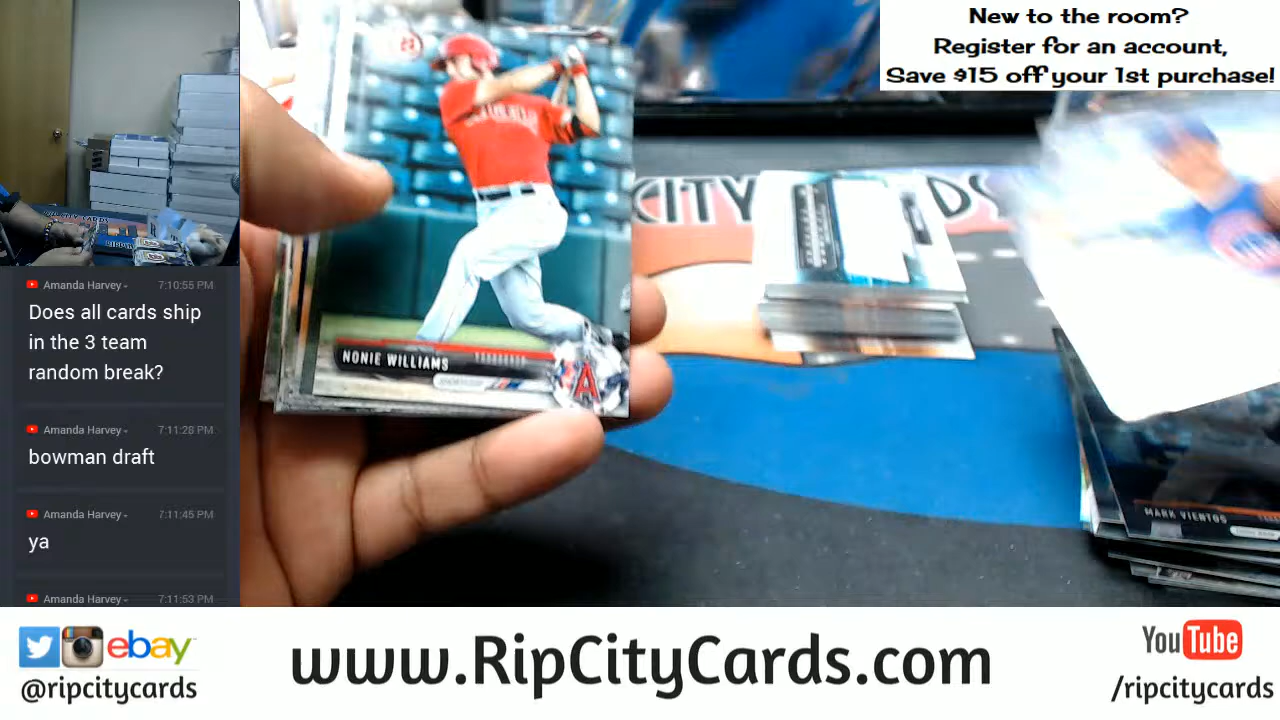 New to the room?
Register for an account,
Save $15 off your 1st purchase!
Amanda Harvey 7:10:55 PM
Does all cards ship
in the 3 team
random break?
Amanda Harvey 7:11:28 PM
bowman draft
Amanda Harvey 7:11:45 PM
ya
Amanda Harvey 7:11:53 PM
NONIE WILLIAMS
A
CITY
MARK VIENTOS
ebay
@ripcitycards
www.RipCityCards.com
YouTube
/ripcitycards